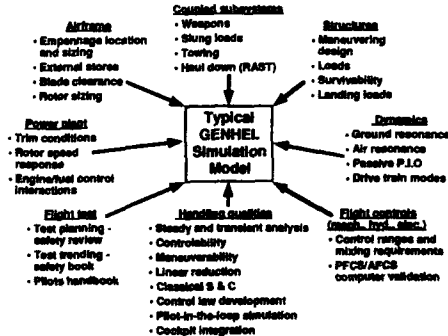 Coupled subsystems
• Weapons
• Slung loads
• Towing
• Haul down (RAST)
Airframe
• Empennage location
and sizing
• External stores
• Blade clearance
• Rotor sizing
Structures
• Maneuvering
design
• Loads
• Survivability
• Landing loads
Power plant
• Trim conditions
• Rotor speed
response
• Engine/fuel control
interactions
Typical
GENHEL
Simulation
Model
Dynamics
• Ground resonance
• Air resonance
• Passive P.I.O
• Drive train modes
Flight test
• Test planning -
safety review
• Test trending -
safety book
• Pilots handbook
Handling qualities
• Steady and transient analysis
• Controlability
• Maneuverability
• Linear reduction
• Classical S & C
• Control law development
• Pilot-in-the-loop simulation
• Cockpit integration
Flight controls
(mech., hyd., elec.)
• Control ranges and
mixing requirements
• PFCS/AFCS
computer validation